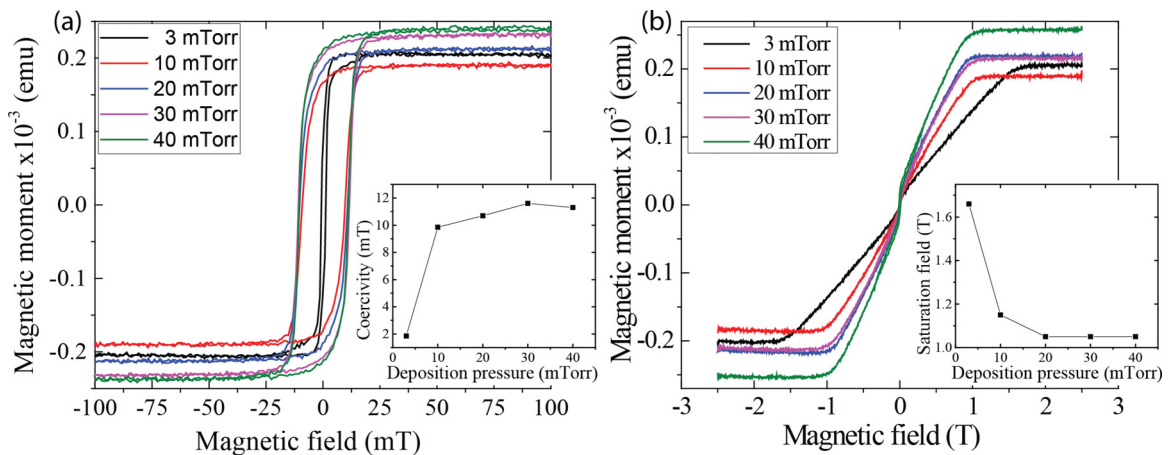 (a)
Magnetic moment x10⁻³ (emu)
0.2
0.1
0.0
-0.1
-0.2
3 mTorr
10 mTorr
20 mTorr
30 mTorr
40 mTorr
Coercivity (mT)
12
10
8
6
4
2
0 10 20 30 40
Deposition pressure (mTorr)
-100 -75 -50 -25 0 25 50 75 100
Magnetic field (mT)
(b)
Magnetic moment x10⁻³ (emu)
0.2
0.1
0.0
-0.1
-0.2
3 mTorr
10 mTorr
20 mTorr
30 mTorr
40 mTorr
Saturation field (T)
1.6
1.4
1.2
1.0
0 10 20 30 40
Deposition pressure (mTorr)
-3 -2 -1 0 1 2 3
Magnetic field (T)